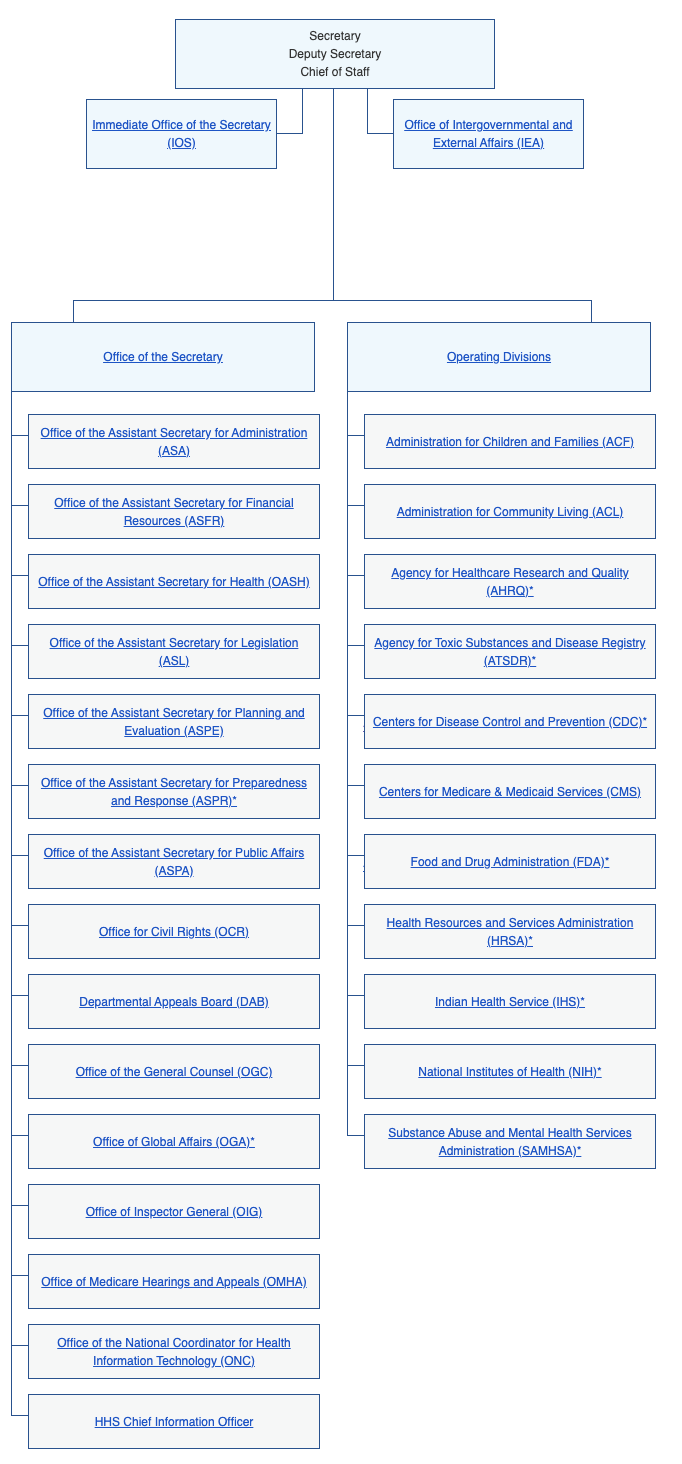 Secretary
Deputy Secretary
Chief of Staff
Immediate Office of the Secretary
(IOS)
Office of Intergovernmental and
External Affairs (IEA)
Office of the Secretary
Office of the Assistant Secretary for Administration
(ASA)
Office of the Assistant Secretary for Financial
Resources (ASFR)
Office of the Assistant Secretary for Health (OASH)
Office of the Assistant Secretary for Legislation
(ASL)
Office of the Assistant Secretary for Planning and
Evaluation (ASPE)
Office of the Assistant Secretary for Preparedness
and Response (ASPR)*
Office of the Assistant Secretary for Public Affairs
(ASPA)
Office for Civil Rights (OCR)
Departmental Appeals Board (DAB)
Office of the General Counsel (OGC)
Office of Global Affairs (OGA)*
Office of Inspector General (OIG)
Office of Medicare Hearings and Appeals (OMHA)
Office of the National Coordinator for Health
Information Technology (ONC)
HHS Chief Information Officer
Operating Divisions
Administration for Children and Families (ACF)
Administration for Community Living (ACL)
Agency for Healthcare Research and Quality
(AHRQ)*
Agency for Toxic Substances and Disease Registry
(ATSDR)*
Centers for Disease Control and Prevention (CDC)*
Centers for Medicare & Medicaid Services (CMS)
Food and Drug Administration (FDA)*
Health Resources and Services Administration
(HRSA)*
Indian Health Service (IHS)*
National Institutes of Health (NIH)*
Substance Abuse and Mental Health Services
Administration (SAMHSA)*